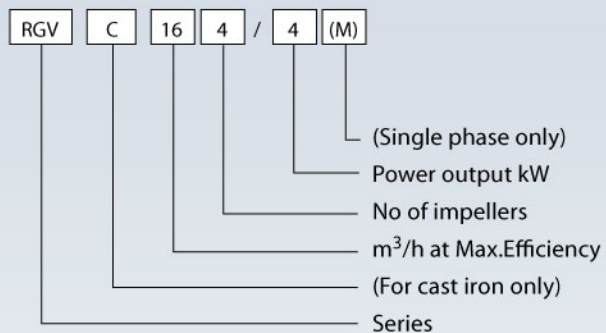 RGV C 16 4 / 4 (M)
(Single phase only)
Power output kW
No of impellers
m³/h at Max.Efficiency
(For cast iron only)
Series